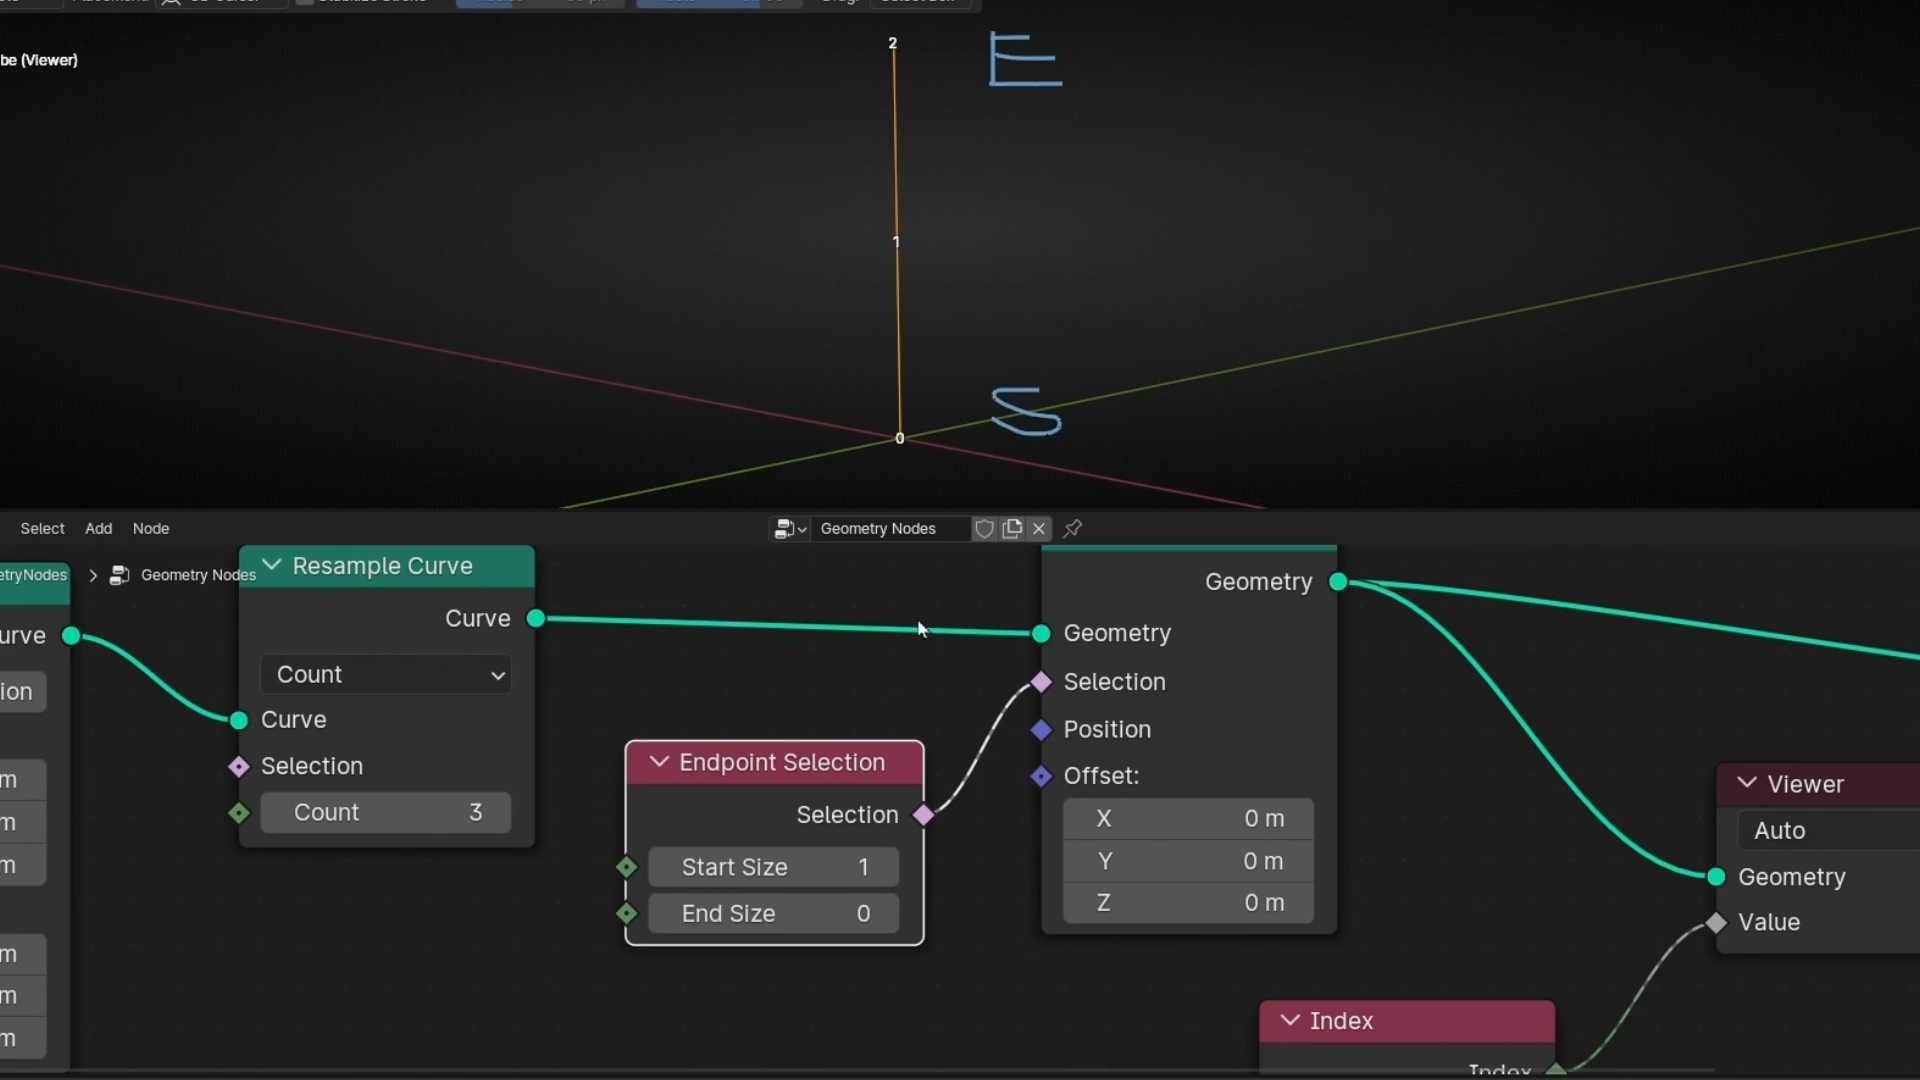 2
E
be (Viewer)
1
S
0
Select Add Node
Geometry Nodes
etryNodes
Geometry Nodes
Resample Curve
Curve
Count
Curve
Selection
Count 3
urve
ion
m
m
m
m
m
m
Endpoint Selection
Selection
Start Size 1
End Size 0
Geometry
Geometry
Selection
Position
Offset:
X 0 m
Y 0 m
Z 0 m
Viewer
Auto
Geometry
Value
Index
Index